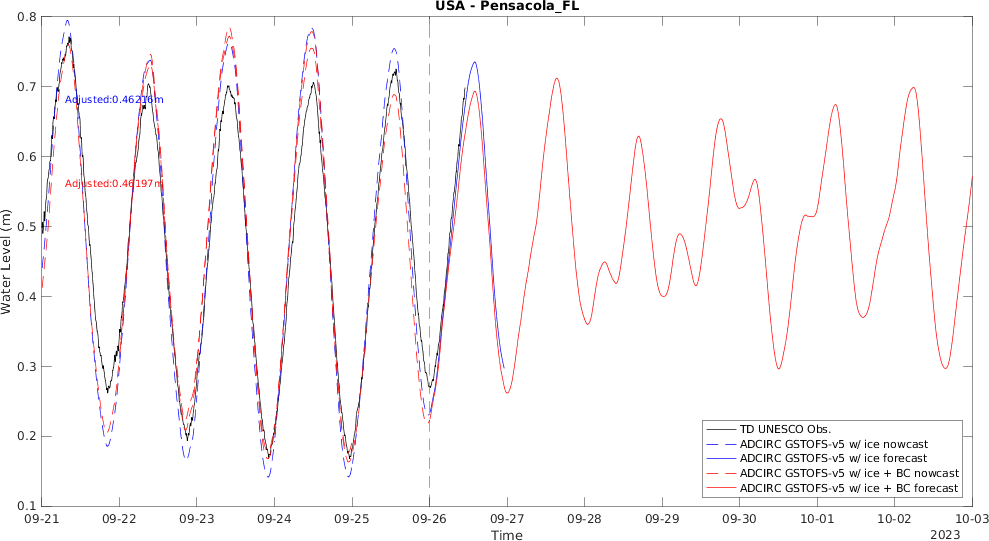 USA - Pensacola_FL
0.8
0.7
0.6
0.5
0.4
0.3
0.2
0.1
Water Level (m)
Adjusted:0.46216m
Adjusted:0.46197m
TD UNESCO Obs.
ADCIRC GSTOFS-v5 w/ ice nowcast
ADCIRC GSTOFS-v5 w/ ice forecast
ADCIRC GSTOFS-v5 w/ ice + BC nowcast
ADCIRC GSTOFS-v5 w/ ice + BC forecast
09-21 09-22 09-23 09-24 09-25 09-26 09-27 09-28 09-29 09-30 10-01 10-02 10-03
Time
2023